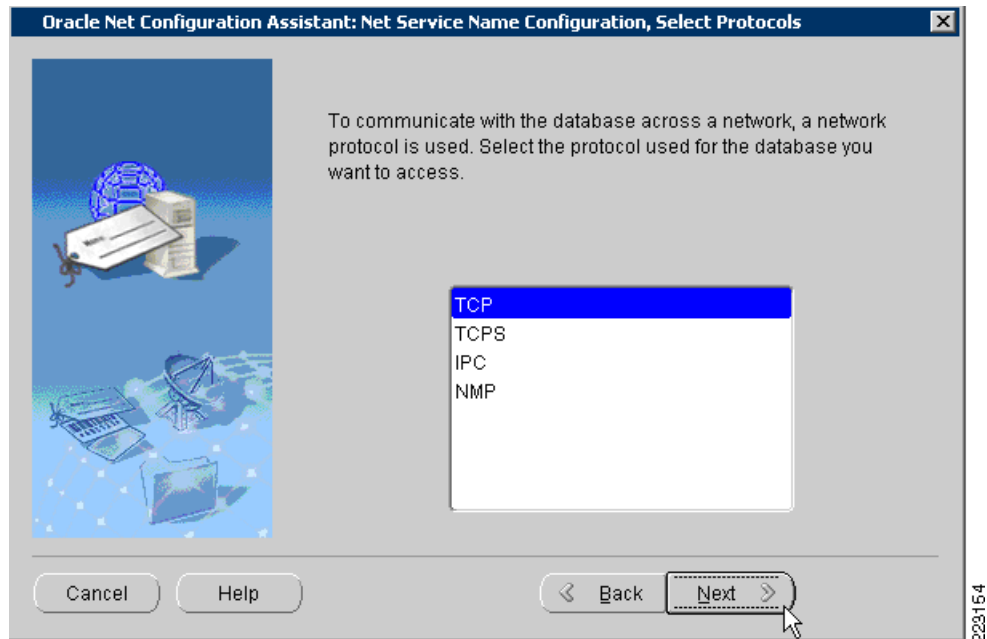 Oracle Net Configuration Assistant: Net Service Name Configuration, Select Protocols
To communicate with the database across a network, a network
protocol is used. Select the protocol used for the database you
want to access.
TCP
TCPS
IPC
NMP
Cancel
Help
Back
Next
223154